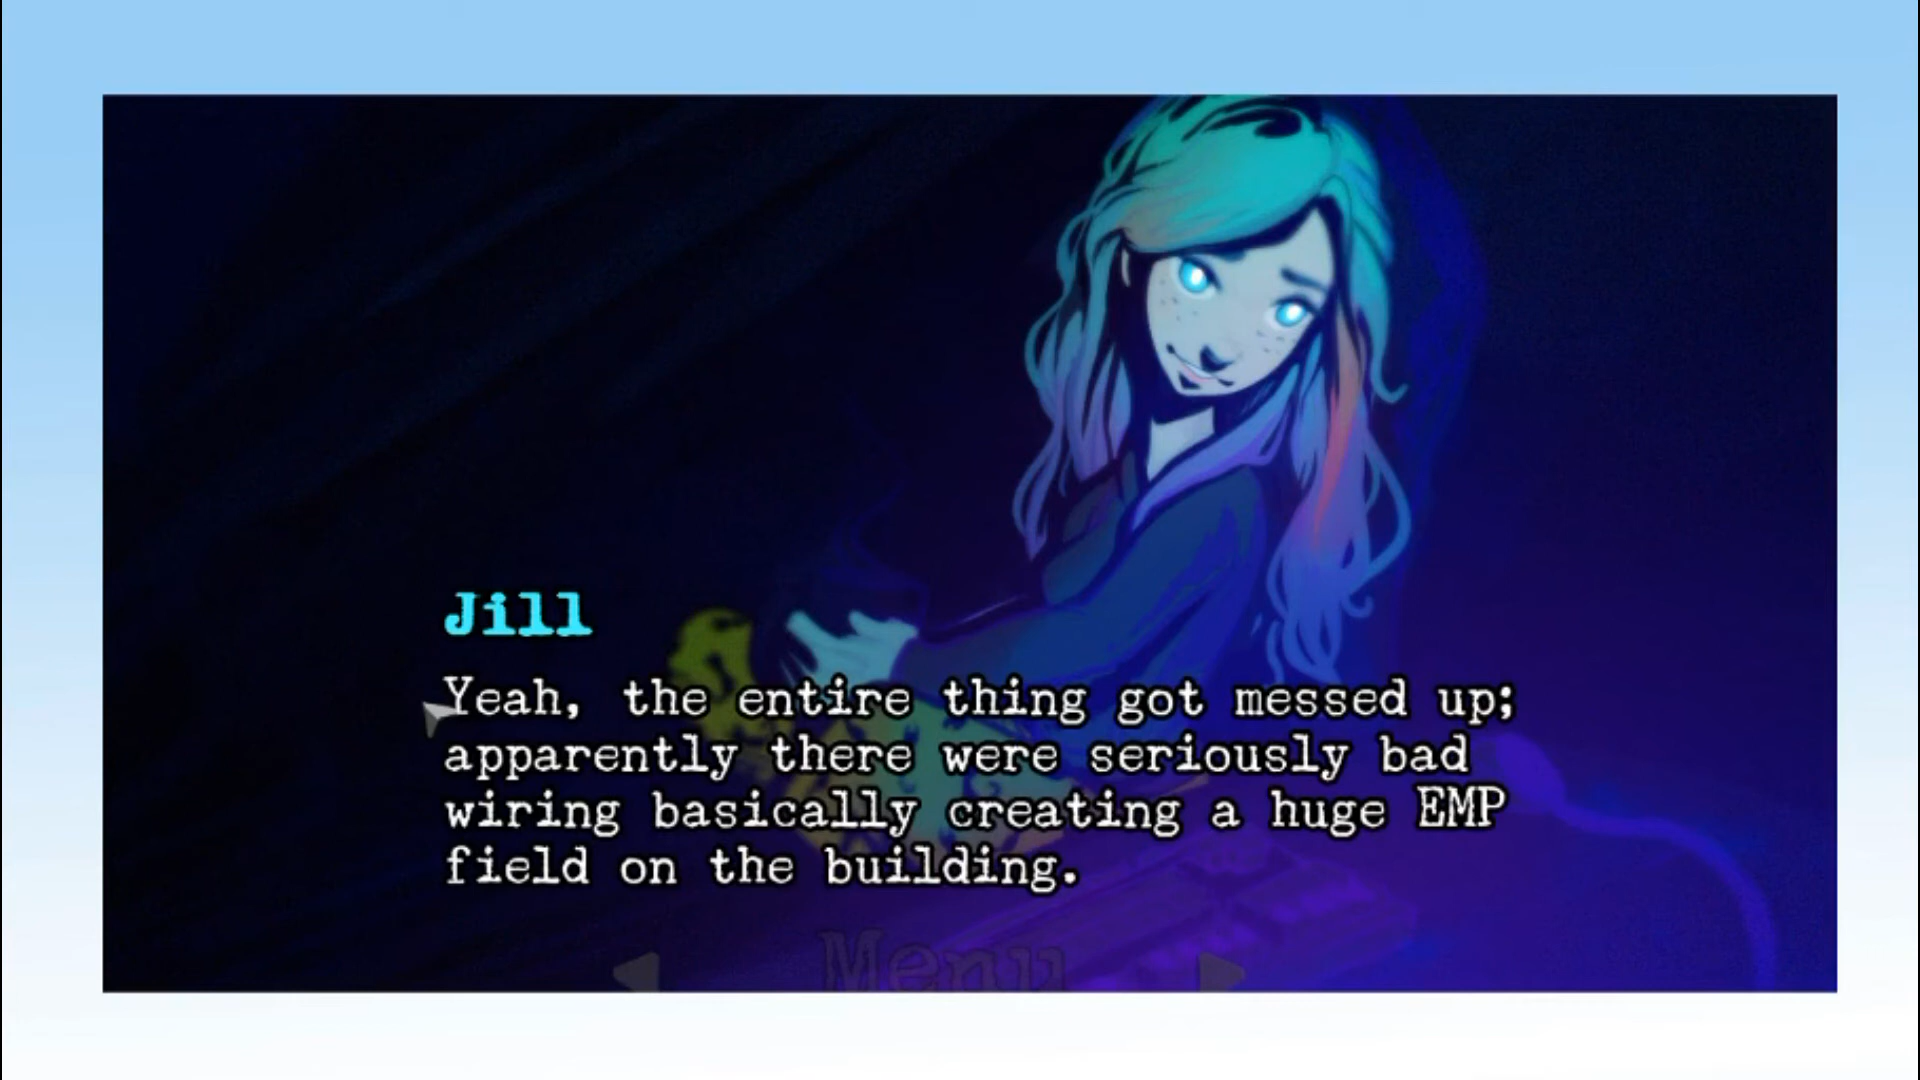 Jill
Yeah, the entire thing got messed up;
apparently there were seriously bad
wiring basically creating a huge EMP
field on the building.
Menu